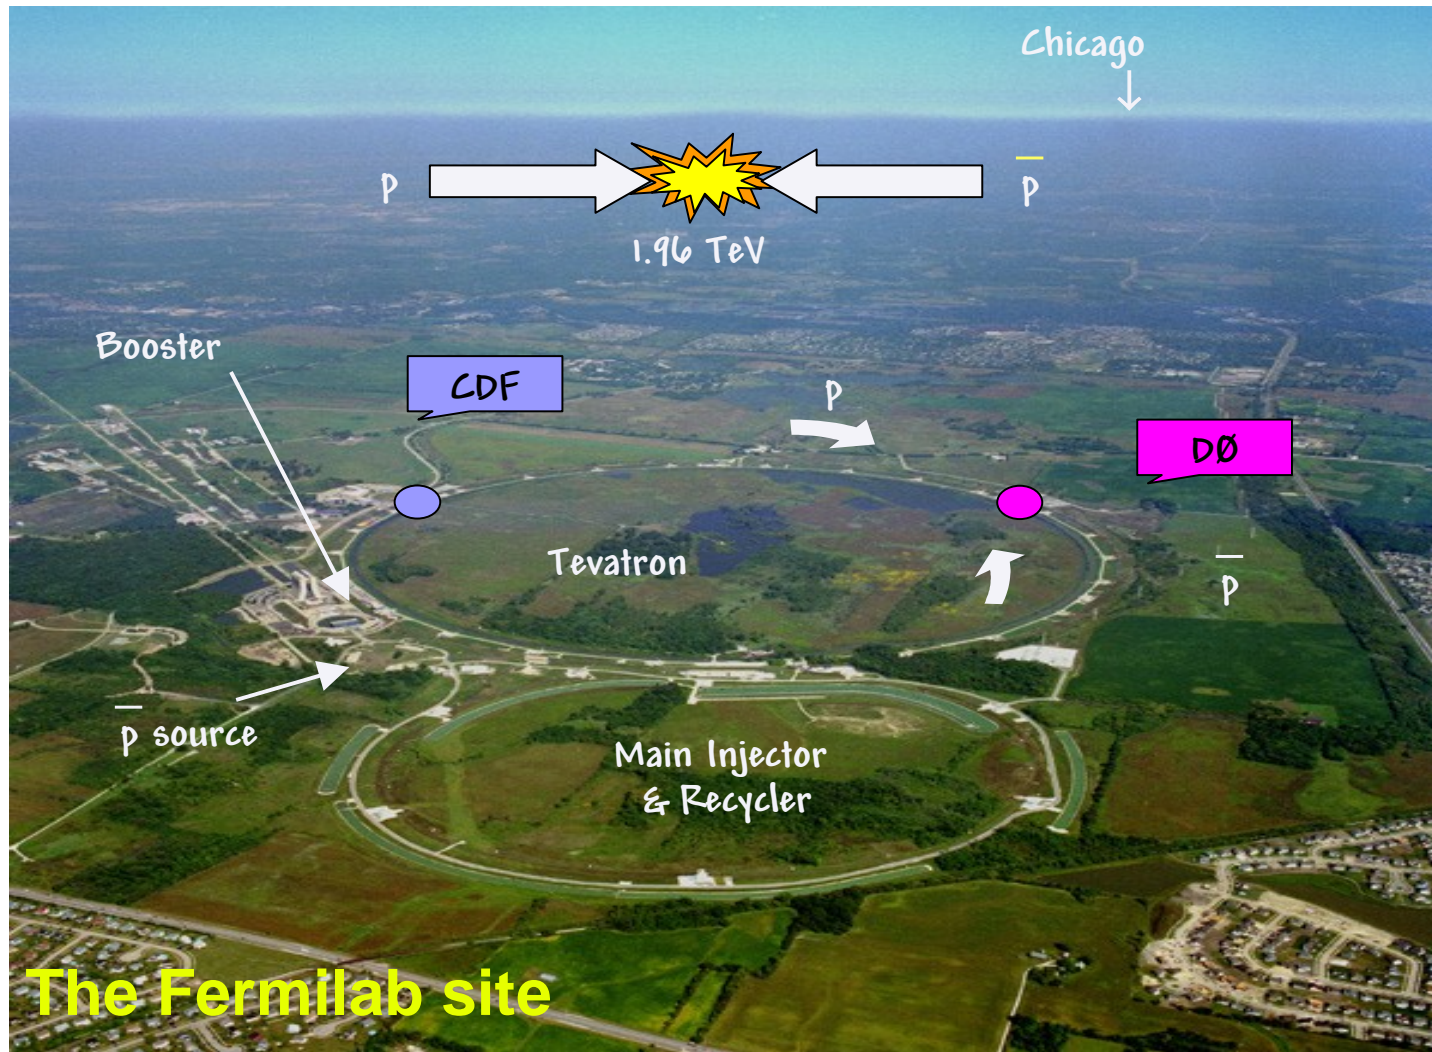 Chicago
p
p̅
1.96 TeV
Booster
CDF
p
DØ
Tevatron
p̅
p̅ source
Main Injector
& Recycler
The Fermilab site